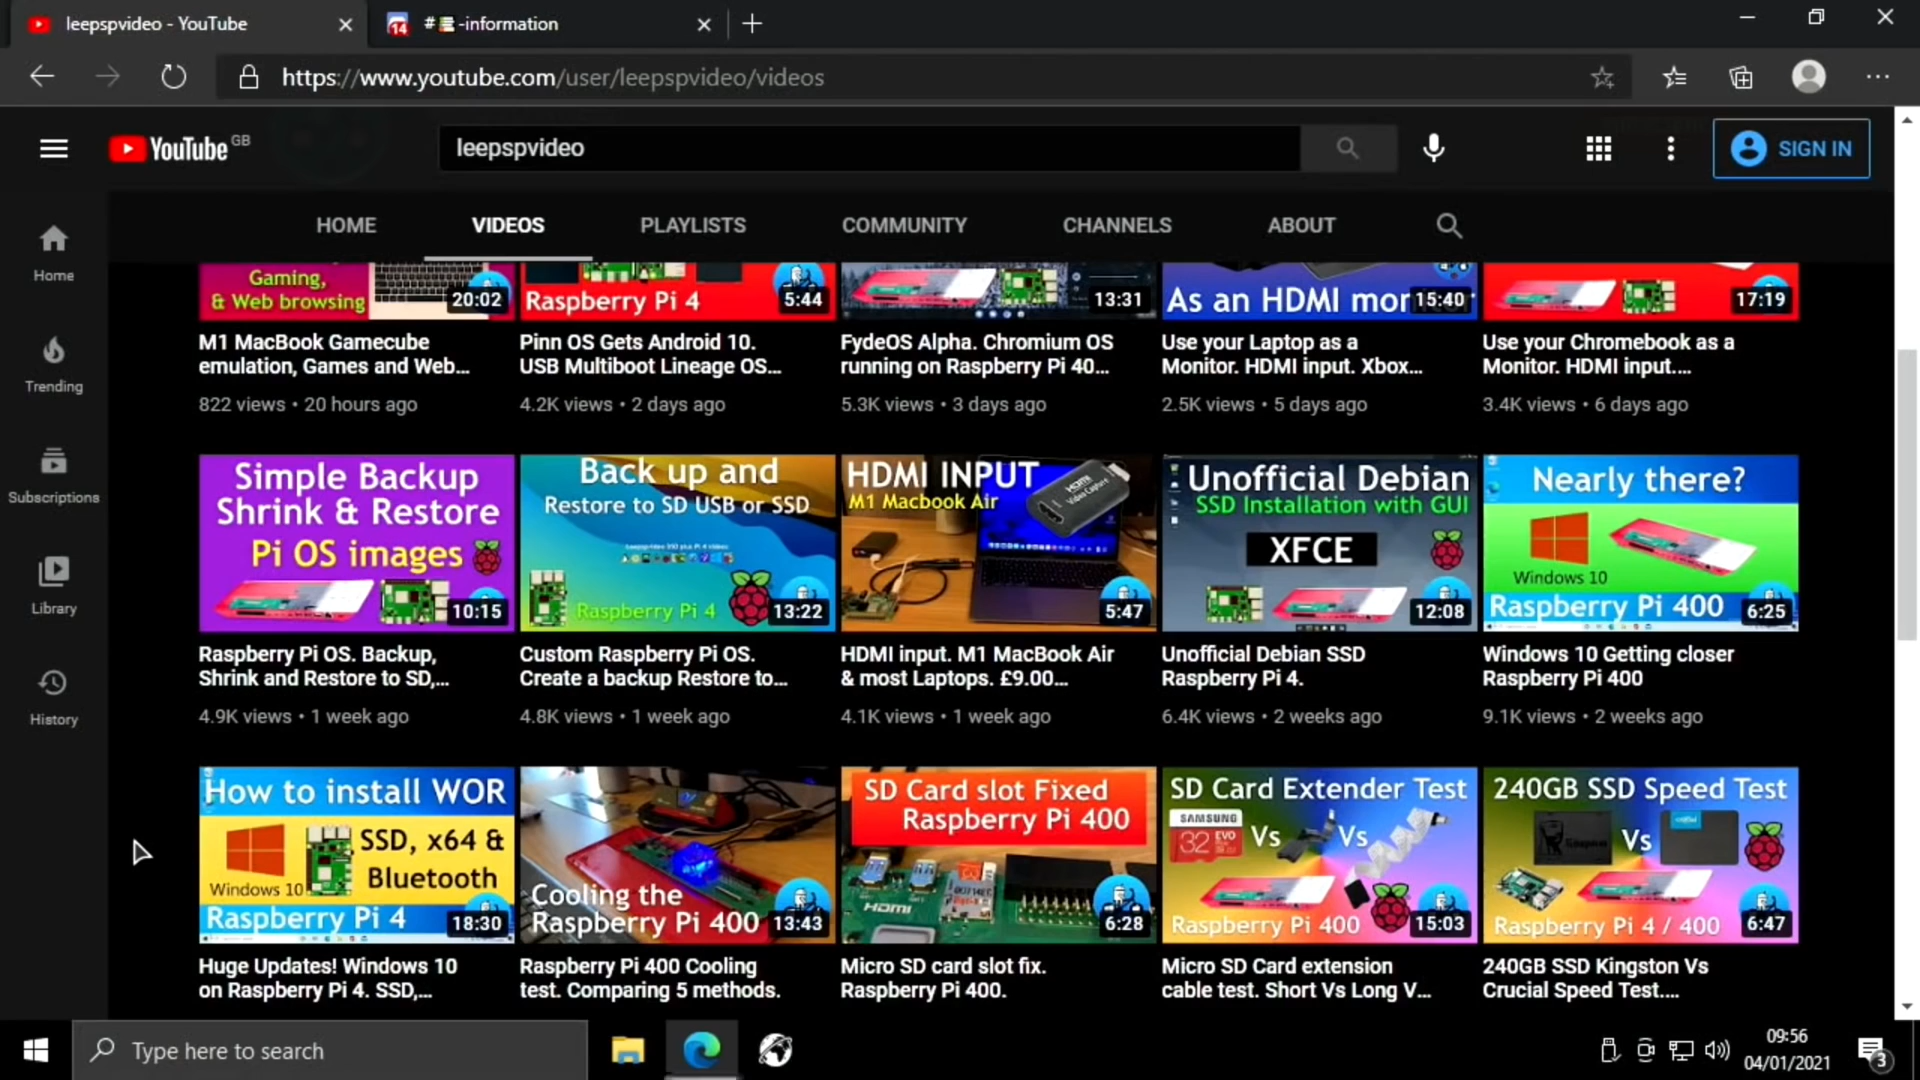 leepspvideo - YouTube
14
#-information
https://www.youtube.com/user/leepspvideo/videos
YouTube GB
leepspvideo
SIGN IN
HOME
VIDEOS
PLAYLISTS
COMMUNITY
CHANNELS
ABOUT
Home
Trending
Subscriptions
Library
History
Gaming,
& Web browsing
20:02
Raspberry Pi 4
5:44
13:31
As an HDMI mon
15:40
17:19
M1 MacBook Gamecube
emulation, Games and Web...
822 views • 20 hours ago
Pinn OS Gets Android 10.
USB Multiboot Lineage OS...
4.2K views • 2 days ago
FydeOS Alpha. Chromium OS
running on Raspberry Pi 40...
5.3K views • 3 days ago
Use your Laptop as a
Monitor. HDMI input. Xbox...
2.5K views • 5 days ago
Use your Chromebook as a
Monitor. HDMI input....
3.4K views • 6 days ago
Simple Backup
Shrink & Restore
Pi OS images
10:15
Back up and
Restore to SD USB or SSD
Raspberry Pi 4
13:22
HDMI INPUT
M1 Macbook Air
HDMI
Video Capture
5:47
Unofficial Debian
SSD Installation with GUI
XFCE
12:08
Nearly there?
Windows 10
Raspberry Pi 400
6:25
Raspberry Pi OS. Backup,
Shrink and Restore to SD,...
4.9K views • 1 week ago
Custom Raspberry Pi OS.
Create a backup Restore to...
4.8K views • 1 week ago
HDMI input. M1 MacBook Air
& most Laptops. £9.00...
4.1K views • 1 week ago
Unofficial Debian SSD
Raspberry Pi 4.
6.4K views • 2 weeks ago
Windows 10 Getting closer
Raspberry Pi 400
9.1K views • 2 weeks ago
How to install WOR
SSD, x64 &
Bluetooth
Windows 10
Raspberry Pi 4
18:30
Cooling the
Raspberry Pi 400
13:43
SD Card slot Fixed
Raspberry Pi 400
HDMI
6:28
SD Card Extender Test
SAMSUNG
32 EVO
Vs
Vs
Raspberry Pi 400
15:03
240GB SSD Speed Test
Vs
crucial
Raspberry Pi 4 / 400
6:47
Huge Updates! Windows 10
on Raspberry Pi 4. SSD,...
Raspberry Pi 400 Cooling
test. Comparing 5 methods.
Micro SD card slot fix.
Raspberry Pi 400.
Micro SD Card extension
cable test. Short Vs Long V...
240GB SSD Kingston Vs
Crucial Speed Test....
Type here to search
09:56
04/01/2021
3